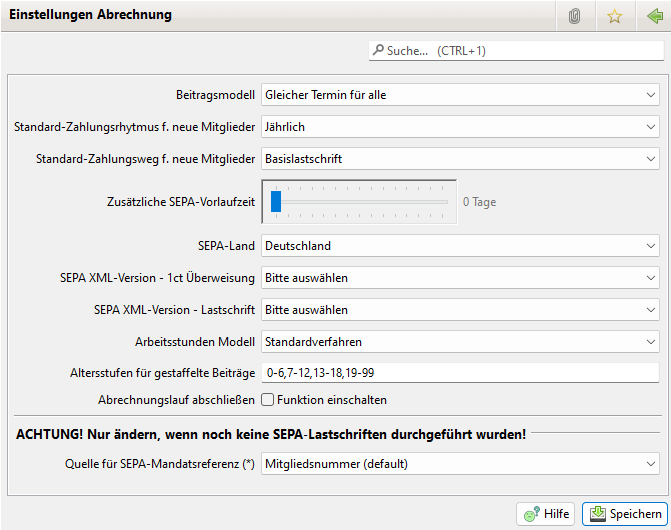 Einstellungen Abrechnung
Suche... (CTRL+1)
Beitragsmodell Gleicher Termin für alle
Standard-Zahlungsrhytmus f. neue Mitglieder Jährlich
Standard-Zahlungsweg f. neue Mitglieder Basislastschrift
Zusätzliche SEPA-Vorlaufzeit 0 Tage
SEPA-Land Deutschland
SEPA XML-Version - 1ct Überweisung Bitte auswählen
SEPA XML-Version - Lastschrift Bitte auswählen
Arbeitsstunden Modell Standardverfahren
Altersstufen für gestaffelte Beiträge 0-6,7-12,13-18,19-99
Abrechnungslauf abschließen Funktion einschalten
ACHTUNG! Nur ändern, wenn noch keine SEPA-Lastschriften durchgeführt wurden!
Quelle für SEPA-Mandatsreferenz (*) Mitgliedsnummer (default)
Hilfe Speichern